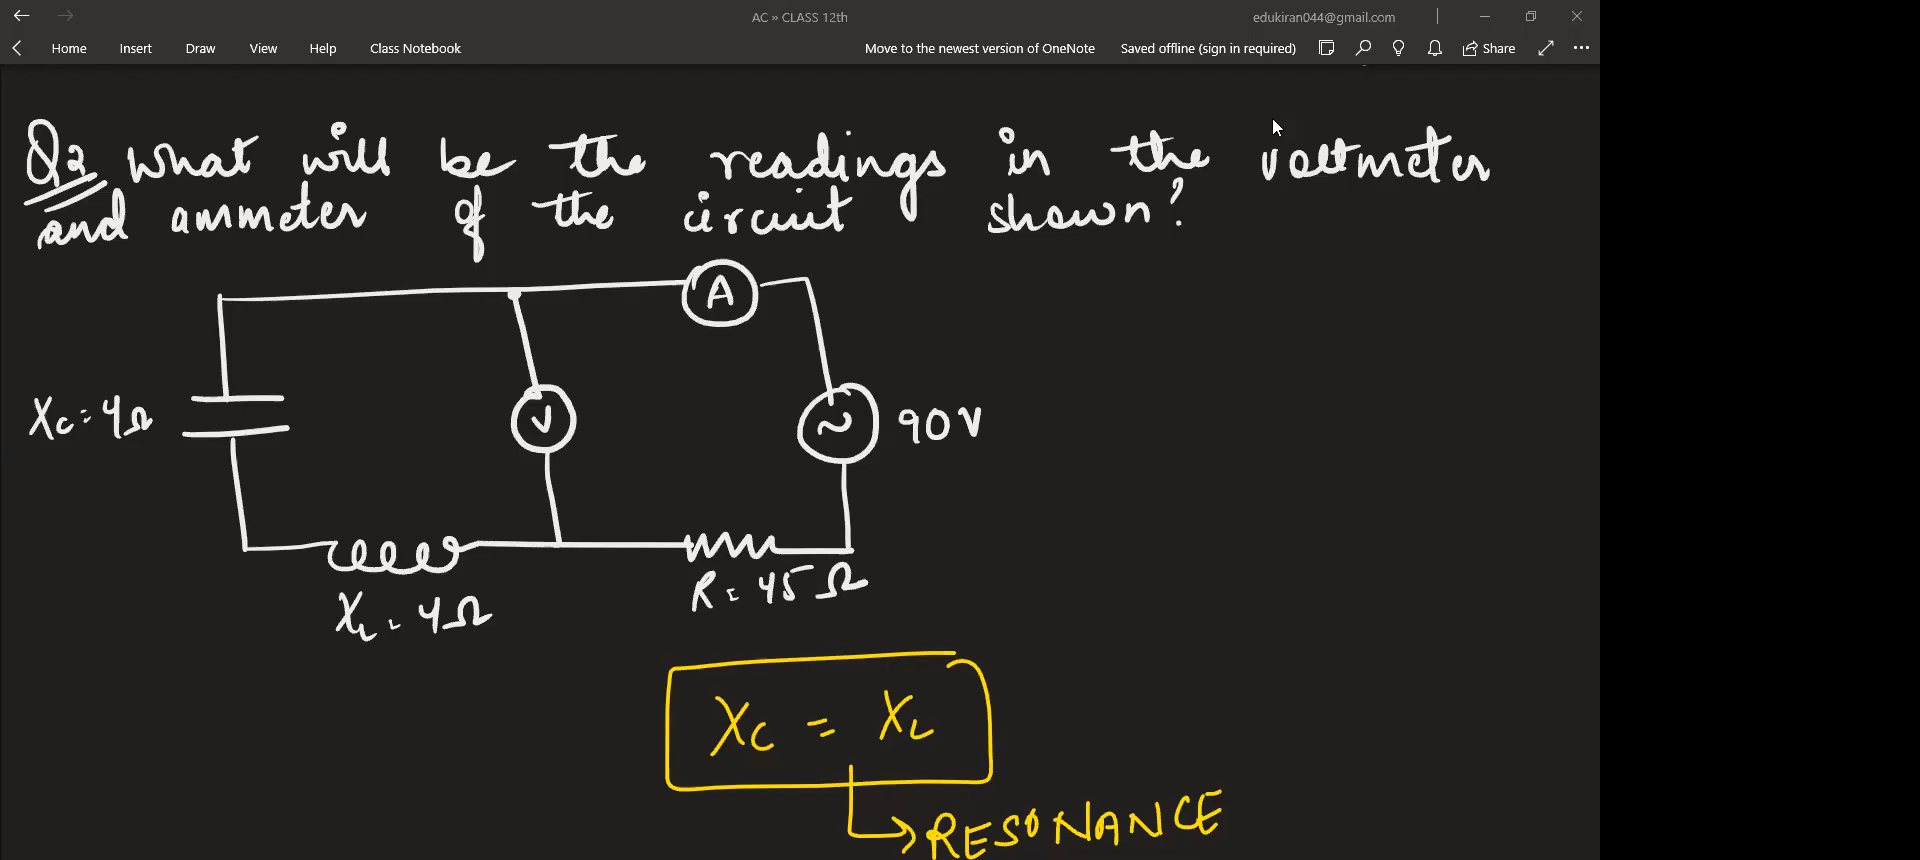 AC » CLASS 12th
edukiran044@gmail.com
Home Insert Draw View Help Class Notebook
Move to the newest version of OneNote Saved offline (sign in required) Share
Q2 What will be the readings in the voltmeter
and ammeter of the circuit shown?
A
Xc = 4Ω
V
~
90V
XL = 4Ω
R = 45Ω
Xc = XL
RESONANCE